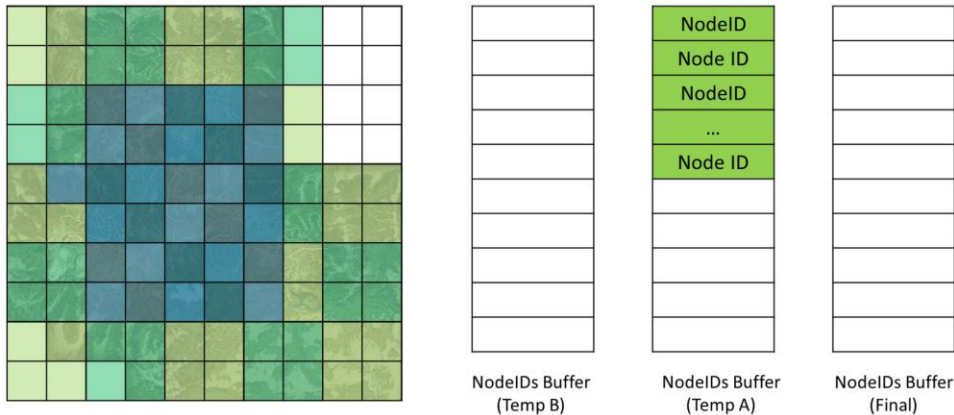 NodeID
Node ID
NodeID
...
Node ID
NodeIDs Buffer
(Temp B)
NodeIDs Buffer
(Temp A)
NodeIDs Buffer
(Final)